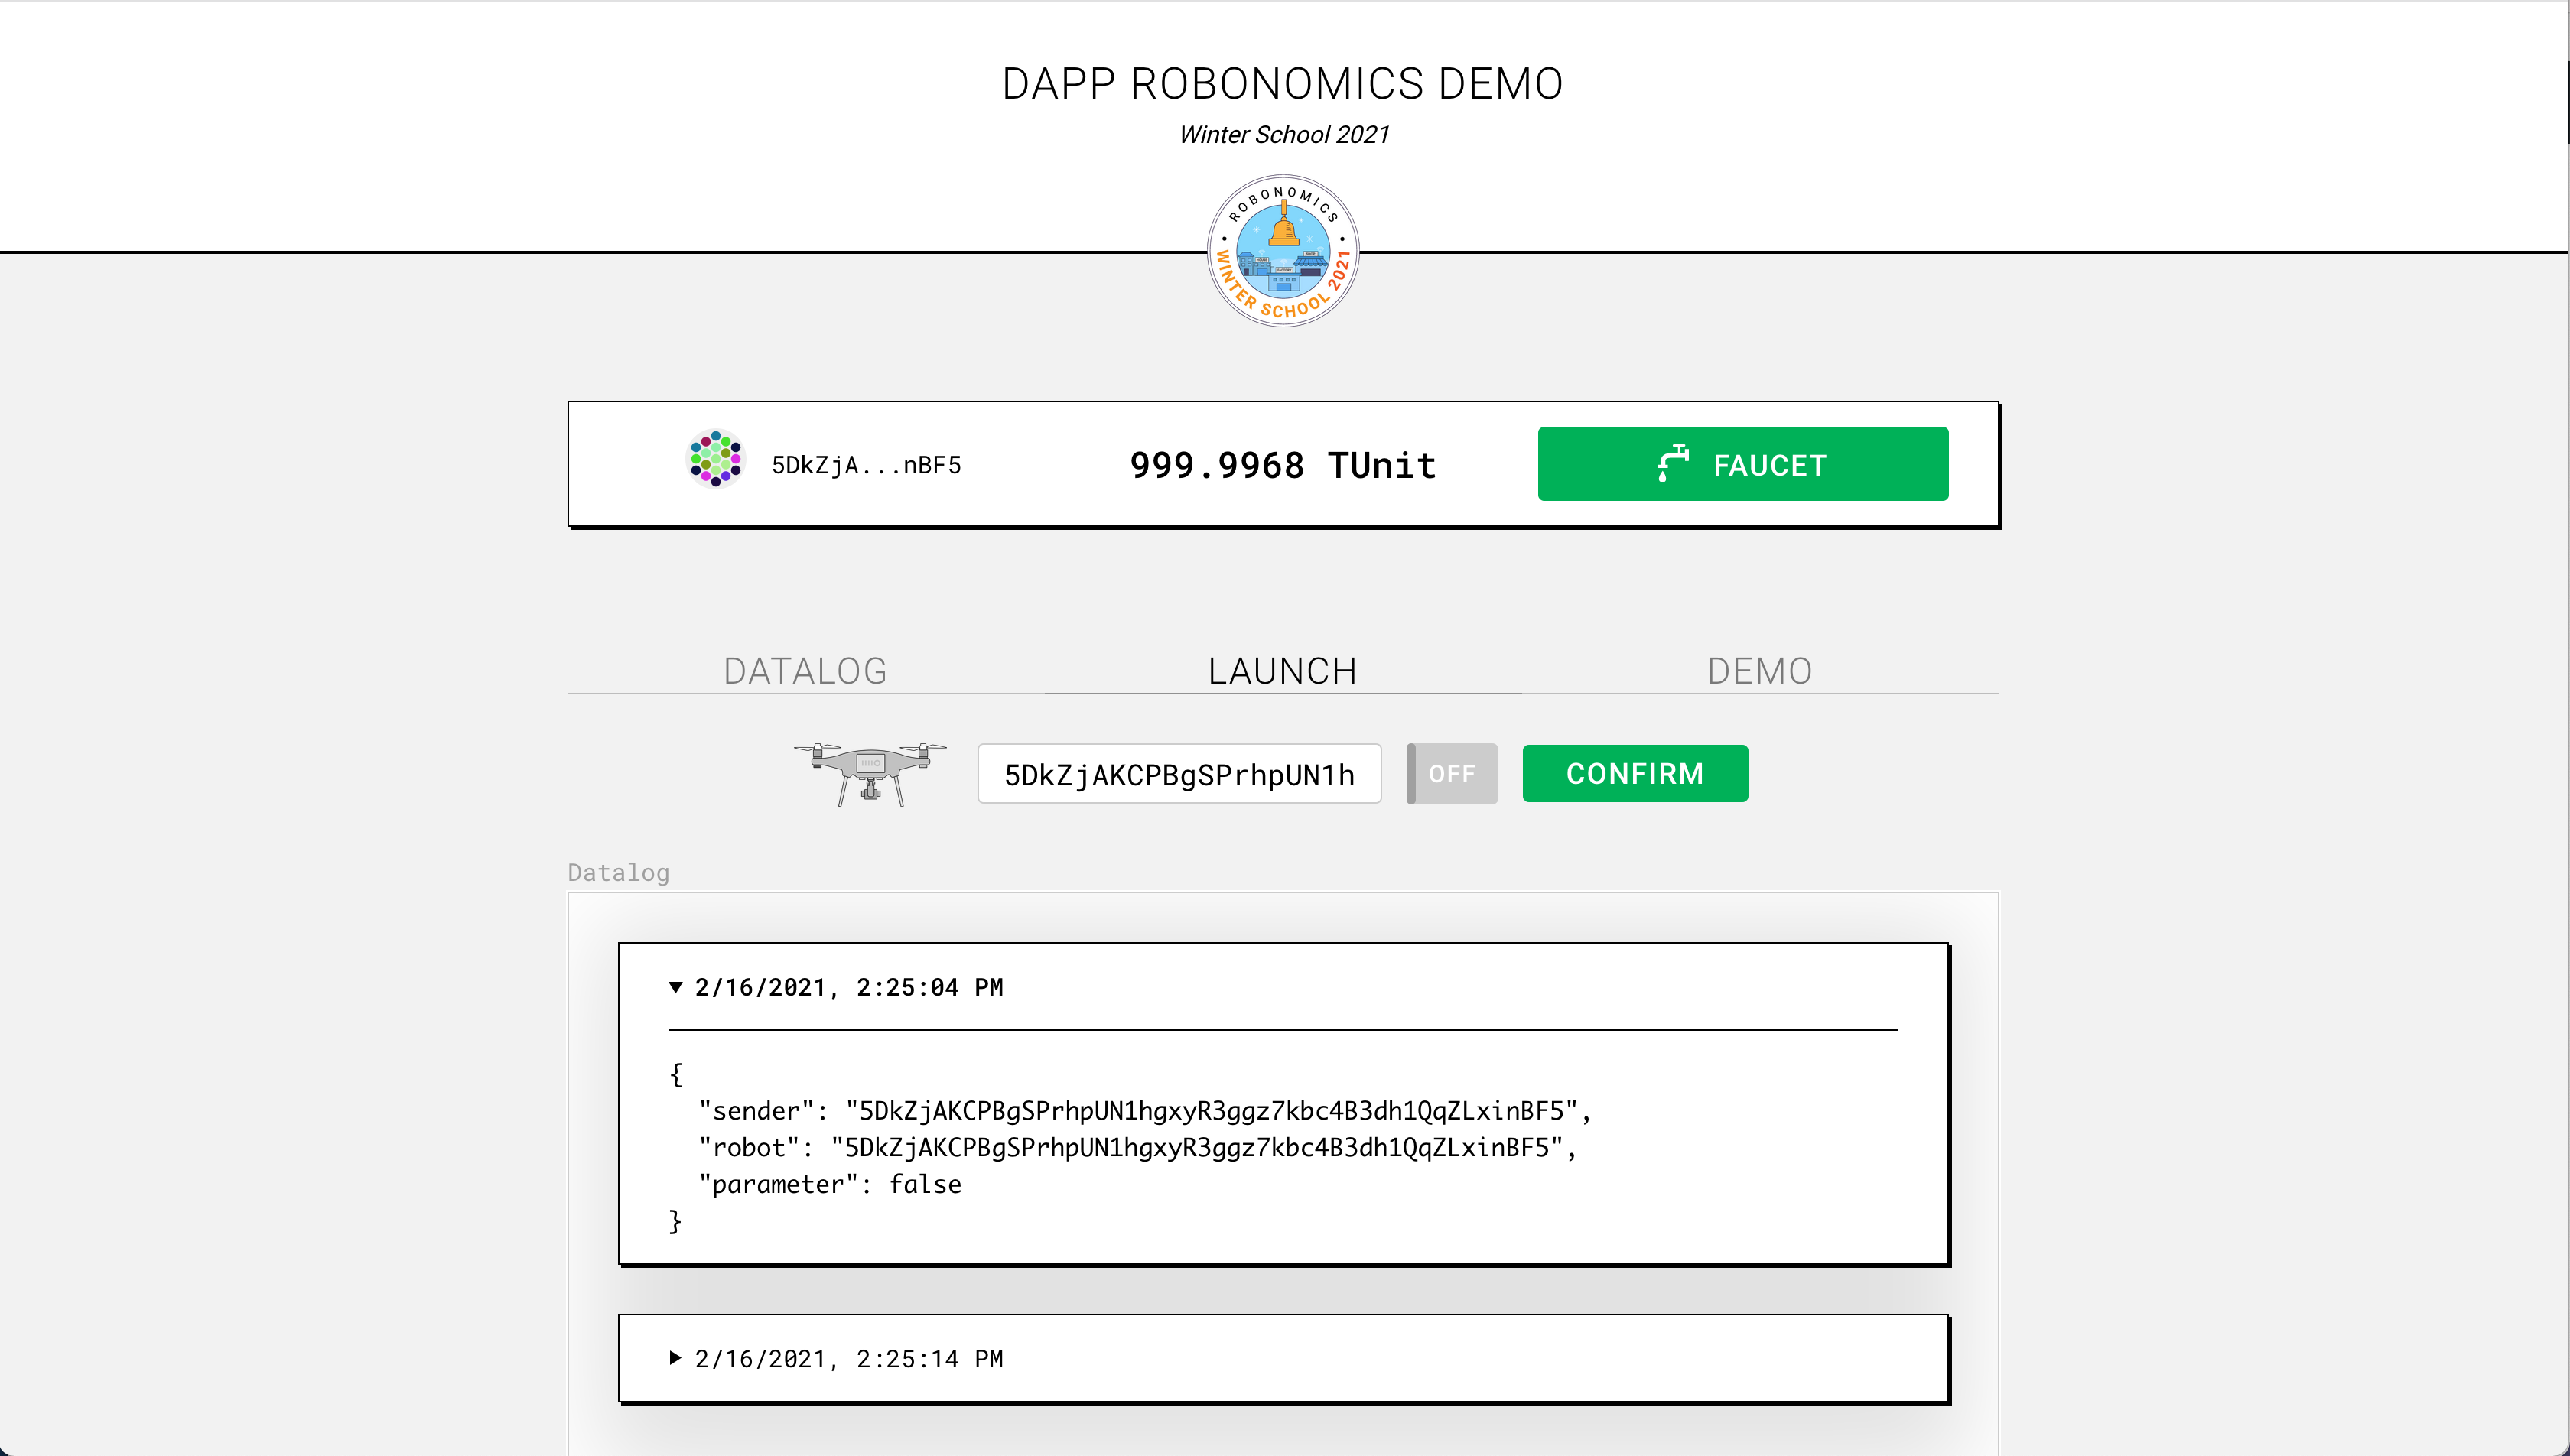 DAPP ROBONOMICS DEMO
Winter School 2021
ROBONOMICS
WINTER SCHOOL 2021
5DkZjA...nBF5
999.9968 TUnit
FAUCET
DATALOG
LAUNCH
DEMO
5DkZjAKCPBgSPrhpUN1h
OFF
CONFIRM
Datalog
2/16/2021, 2:25:04 PM
{
"sender": "5DkZjAKCPBgSPrhpUN1hgxyR3ggz7kbc4B3dh1QqZLxinBF5",
"robot": "5DkZjAKCPBgSPrhpUN1hgxyR3ggz7kbc4B3dh1QqZLxinBF5",
"parameter": false
}
2/16/2021, 2:25:14 PM